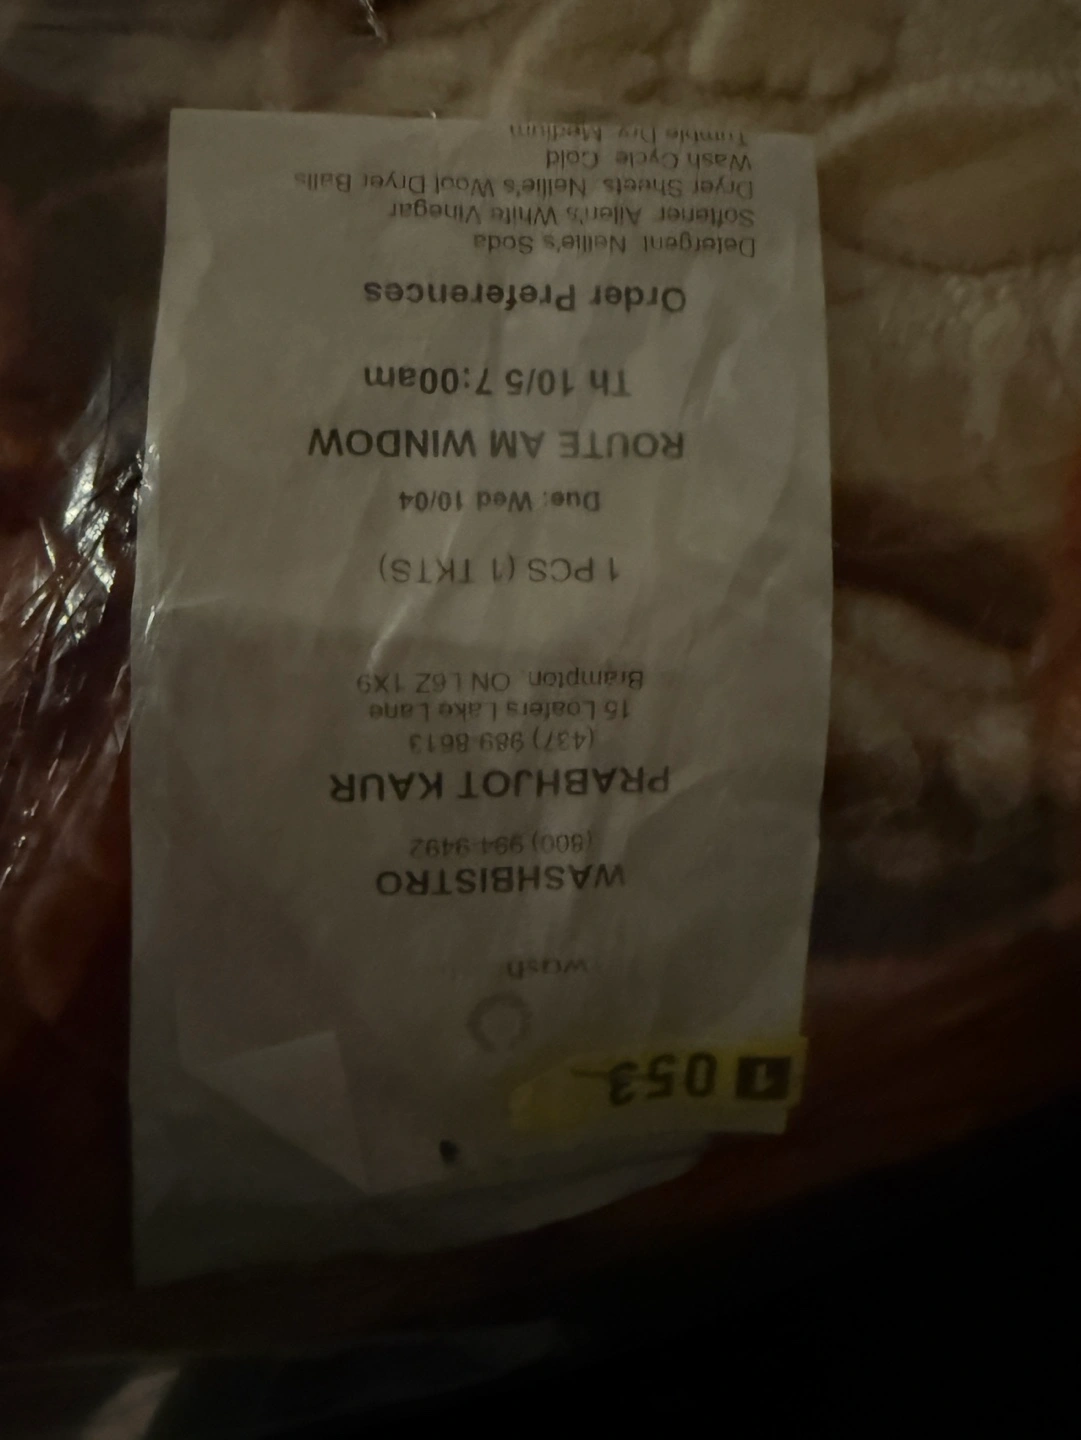 1 053
wash
WASHBISTRO
(800) 994-9492
PRABHJOT KAUR
(437) 989-8613
15 Loafers Lake Lane
Brampton, ON L6Z 1X9
1 PCS (1 TKTS)
Due: Wed 10/04
ROUTE AM WINDOW
Th 10/5 7:00am
Order Preferences
Detergent Nellie's Soda
Softener Allen's White Vinegar
Dryer Sheets Nellie's Wool Dryer Balls
Wash Cycle Cold
Tumble Dry Medium